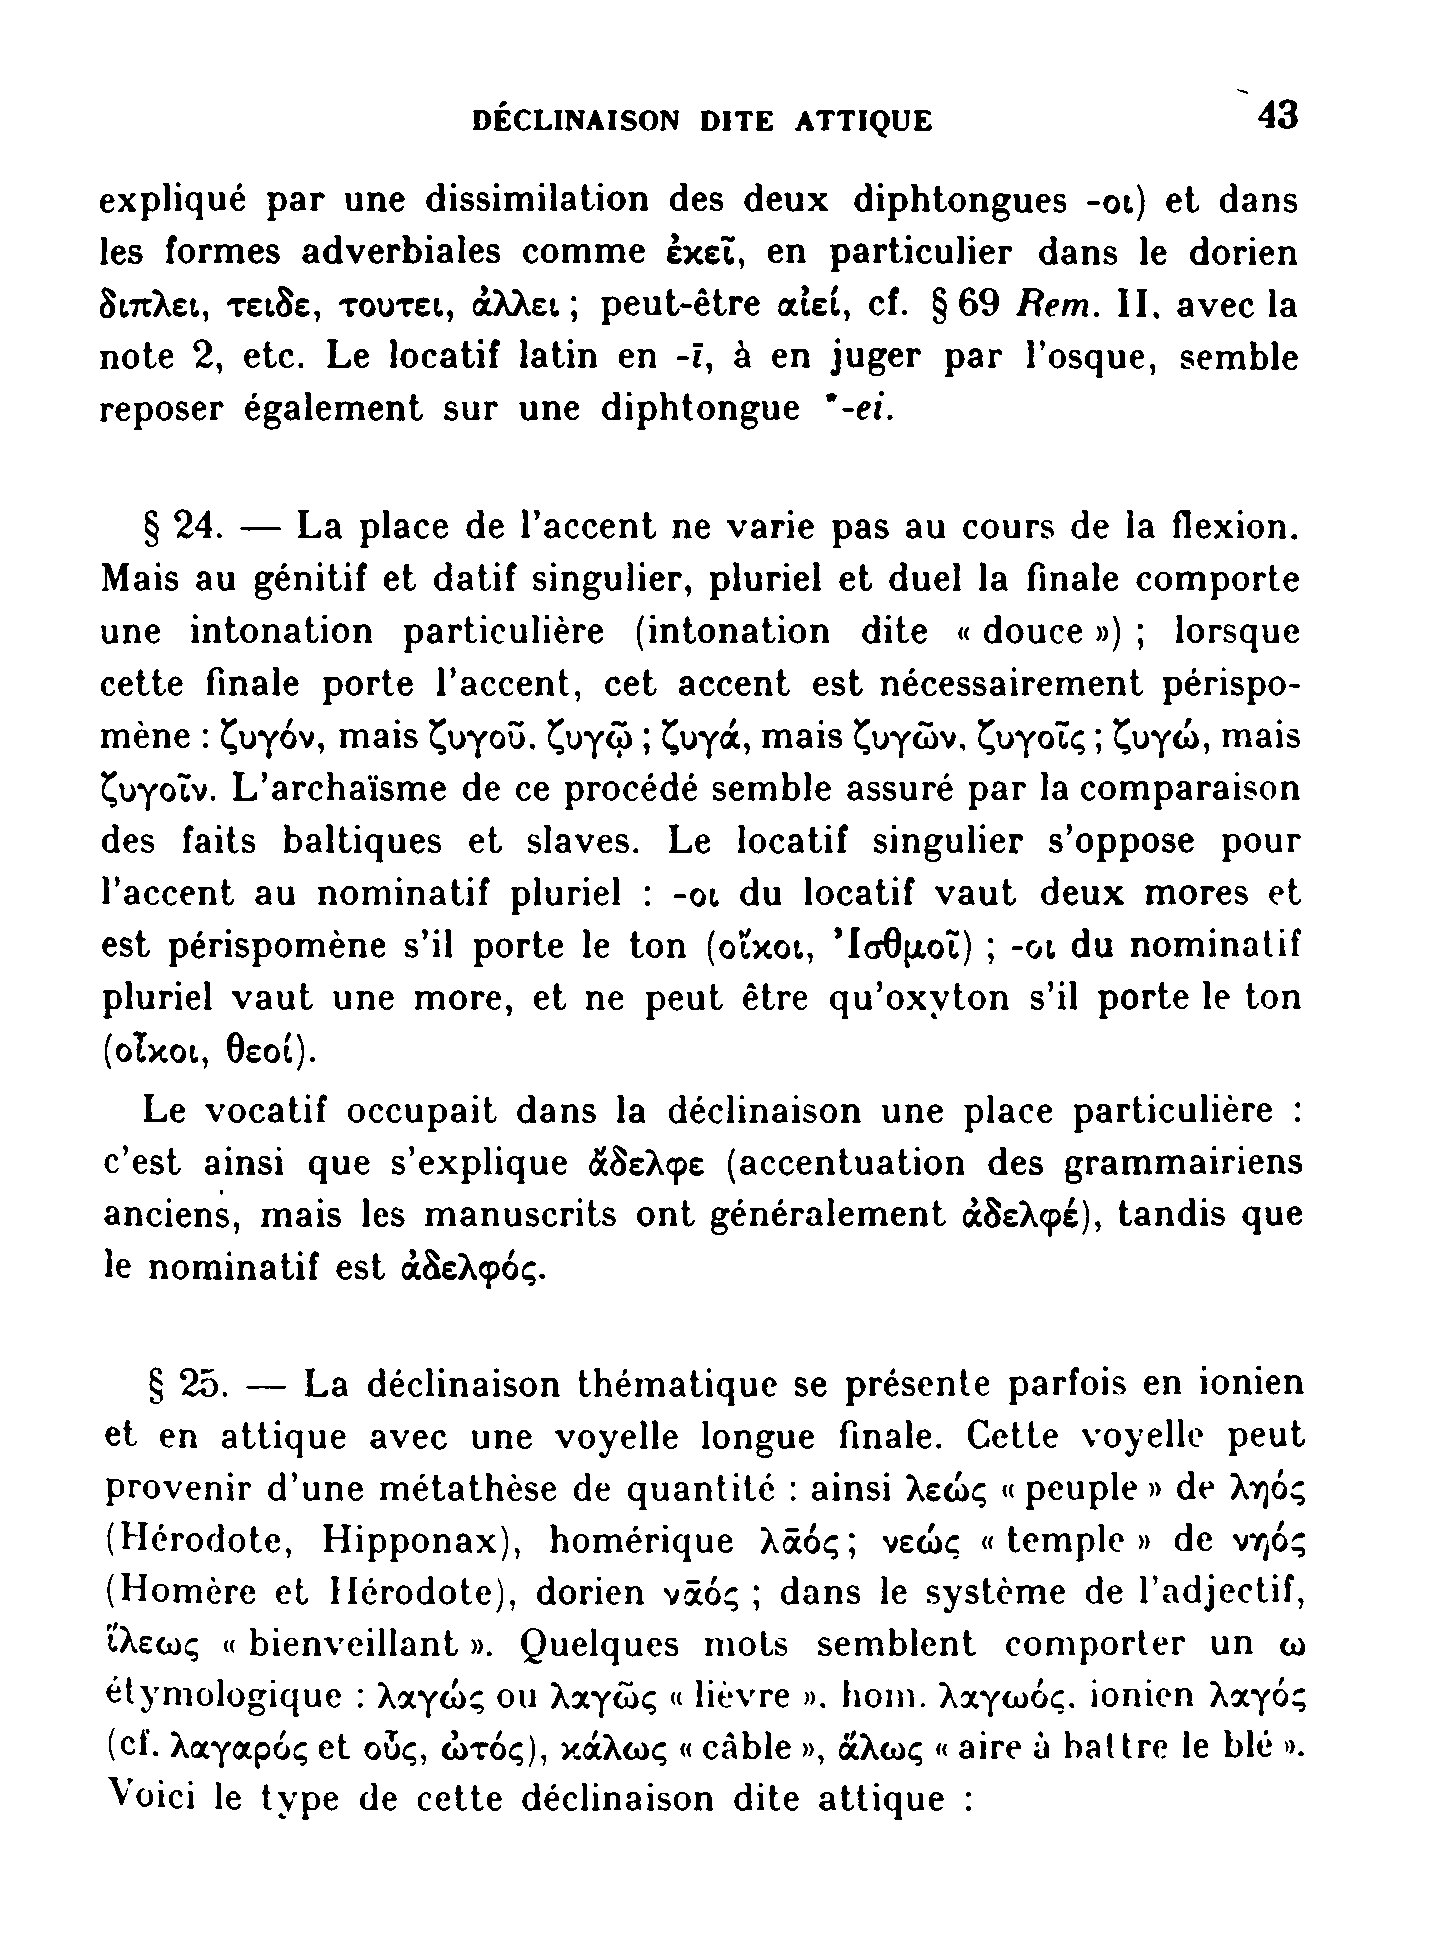 DÉCLINAISON DITE ATTIQUE 43
expliqué par une dissimilation des deux diphtongues -οι) et dans
les formes adverbiales comme ἐκεῖ, en particulier dans le dorien
διπλει, τειδε, τουτει, ἀλλει ; peut-être αἰεί, cf. § 69 Rem. II. avec la
note 2, etc. Le locatif latin en -ī, à en juger par l'osque, semble
reposer également sur une diphtongue *-ei.
§ 24. — La place de l'accent ne varie pas au cours de la flexion.
Mais au génitif et datif singulier, pluriel et duel la finale comporte
une intonation particulière (intonation dite « douce ») ; lorsque
cette finale porte l'accent, cet accent est nécessairement périspo-
mène : ζυγόν, mais ζυγοῦ. ζυγῷ ; ζυγά, mais ζυγῶν, ζυγοῖς ; ζυγώ, mais
ζυγοῖν. L'archaïsme de ce procédé semble assuré par la comparaison
des faits baltiques et slaves. Le locatif singulier s'oppose pour
l'accent au nominatif pluriel : -οι du locatif vaut deux mores et
est périspomène s'il porte le ton (οἴκοι, Ἰσθμοῖ) ; -οι du nominatif
pluriel vaut une more, et ne peut être qu'oxyton s'il porte le ton
(οἶκοι, θεοί).
Le vocatif occupait dans la déclinaison une place particulière :
c'est ainsi que s'explique ἄδελφε (accentuation des grammairiens
anciens, mais les manuscrits ont généralement ἀδελφέ), tandis que
le nominatif est ἀδελφός.
§ 25. — La déclinaison thématique se présente parfois en ionien
et en attique avec une voyelle longue finale. Cette voyelle peut
provenir d'une métathèse de quantité : ainsi λεώς « peuple » de ληός
(Hérodote, Hipponax), homérique λᾱός ; νεώς « temple » de νηός
(Homère et Hérodote), dorien νᾱός ; dans le système de l'adjectif,
ἵλεως « bienveillant ». Quelques mots semblent comporter un ω
étymologique : λαγώς ou λαγῶς « lièvre ». hom. λαγωός. ionien λαγός
(cf. λαγαρός et οὖς, ὠτός), κάλως « câble », ἅλως « aire à battre le blé ».
Voici le type de cette déclinaison dite attique :